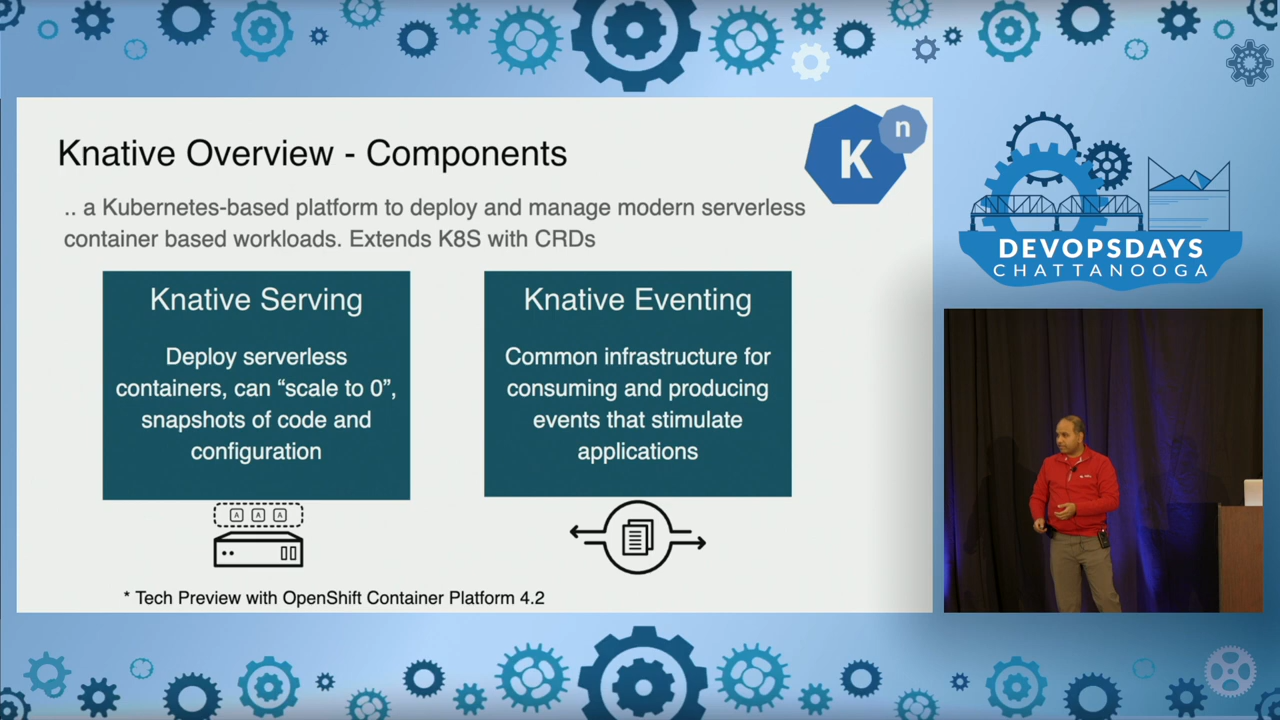 Knative Overview - Components
K
n
.. a Kubernetes-based platform to deploy and manage modern serverless
container based workloads. Extends K8S with CRDs
Knative Serving
Deploy serverless
containers, can “scale to 0”,
snapshots of code and
configuration
A A A
Knative Eventing
Common infrastructure for
consuming and producing
events that stimulate
applications
* Tech Preview with OpenShift Container Platform 4.2
DEVOPSDAYS
CHATTANOOGA